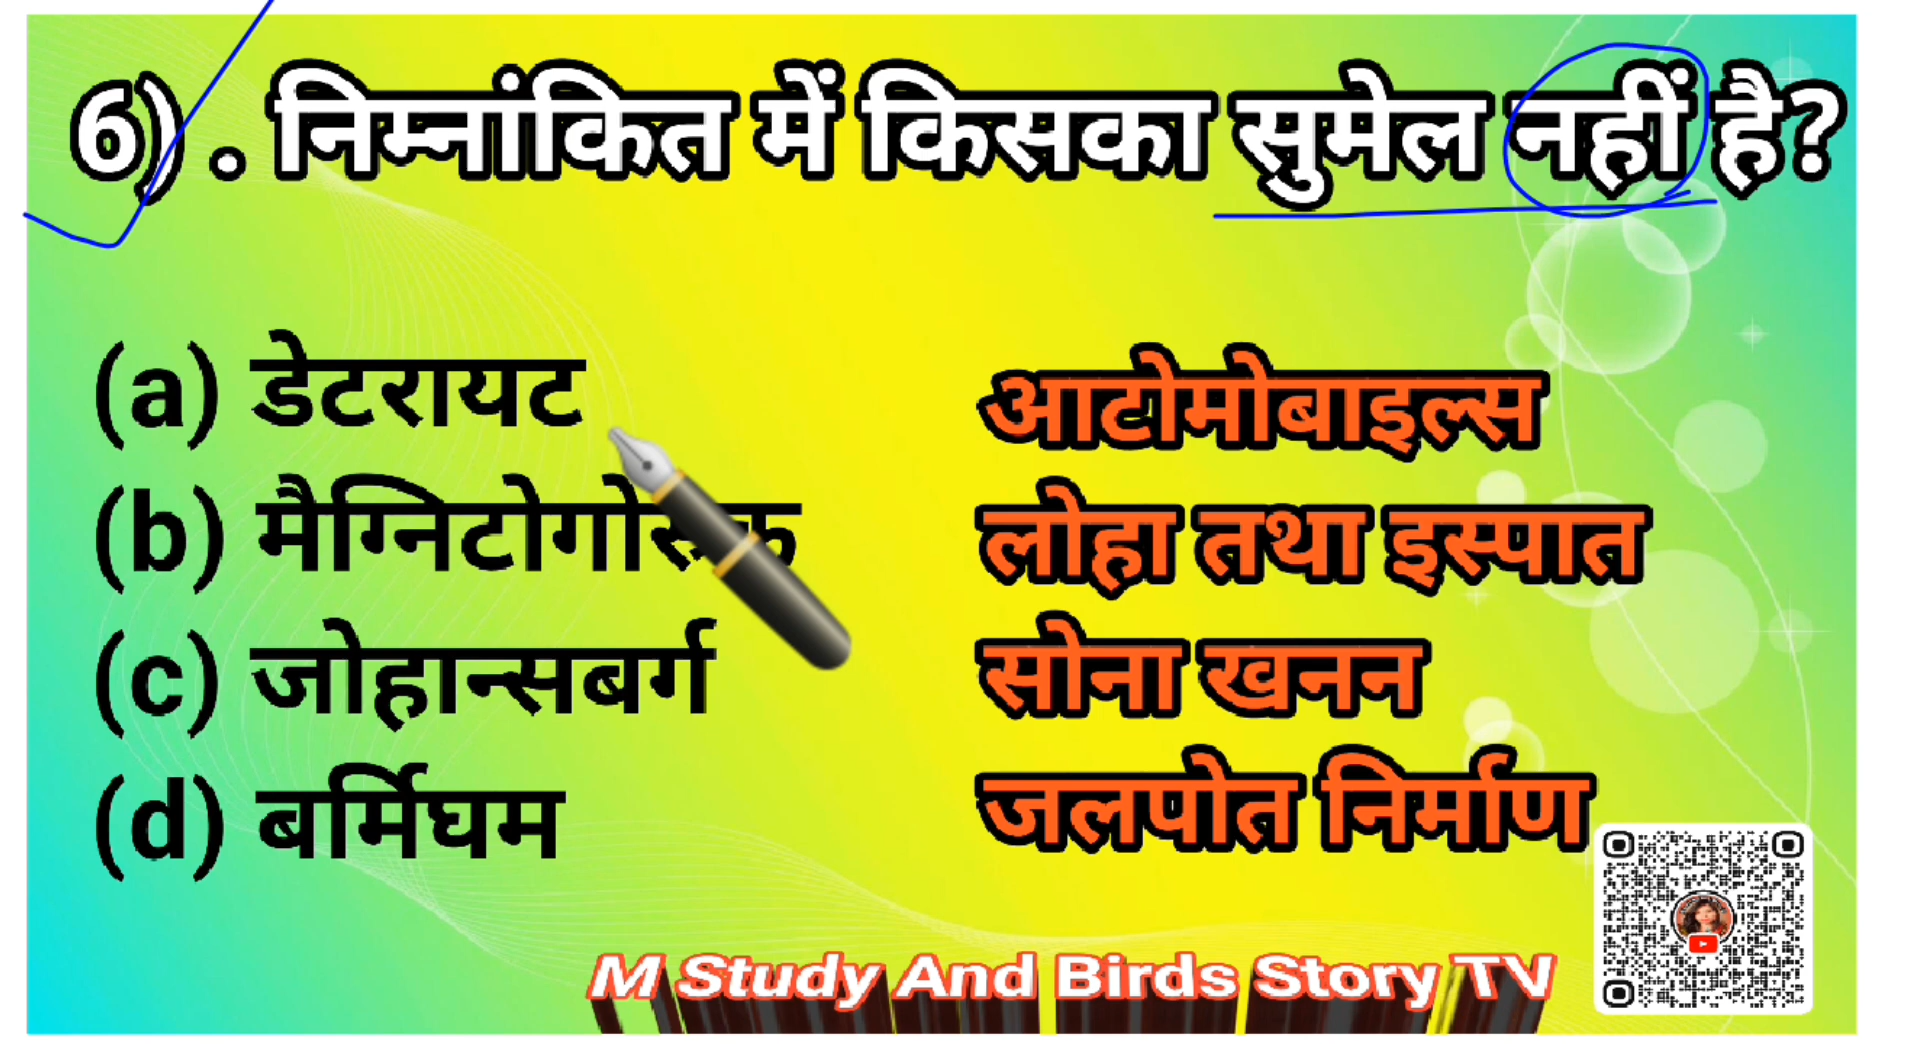 6) . निम्नांकित में किसका सुमेल नहीं है?
(a) डेटरायट आटोमोबाइल्स
(b) लोहा तथा इस्पात
(c) जोहान्सबर्ग सोना खनन
(d) बर्मिंघम जलपोत निर्माण
M Study And Birds Story TV